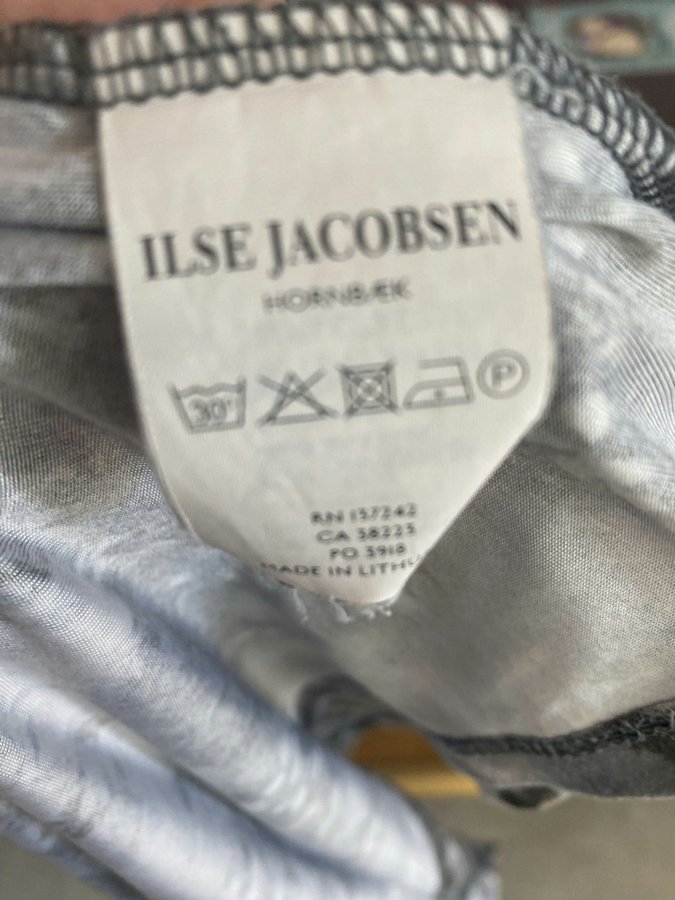 ILSE JACOBSEN
HORNBÆK
30° P
RN 137242
CA 38225
PO 3918
MADE IN LITHU